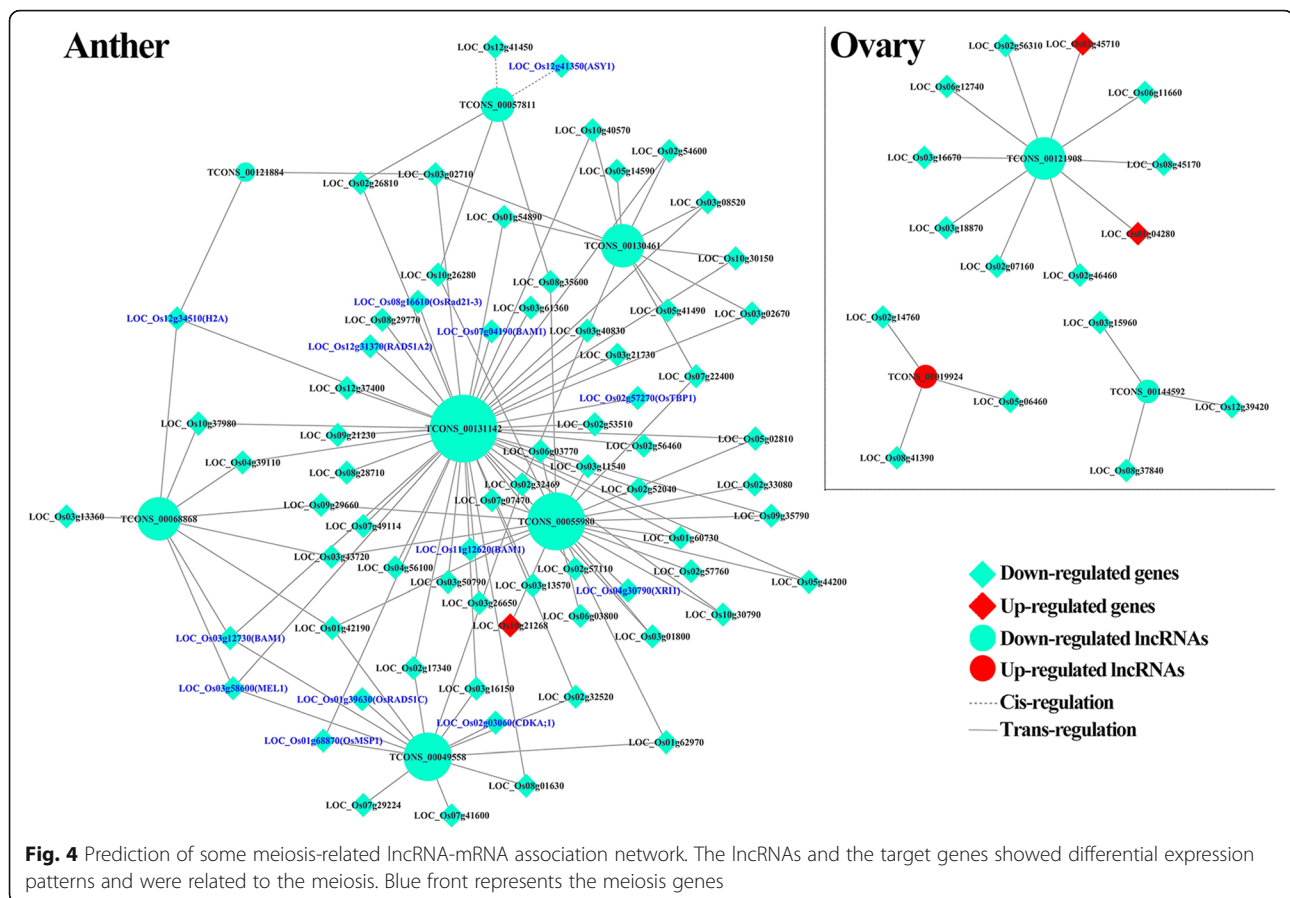 Anther
LOC_Os12g41450
LOC_Os12g41350(ASY1)
TCONS_00057811
LOC_Os10g40570
LOC_Os02g54600
TCONS_00121884
LOC_Os02g26810
LOC_Os03g02710
LOC_Os05g14590
LOC_Os01g54890
LOC_Os03g08520
TCONS_00130461
LOC_Os10g30150
LOC_Os10g26280
LOC_Os08g35600
LOC_Os08g16610(OsRad21-3)
LOC_Os03g61360
LOC_Os05g41490
LOC_Os03g02670
LOC_Os12g34510(H2A)
LOC_Os08g29770
LOC_Os07g04190(BAM1)
LOC_Os03g40830
LOC_Os12g31370(RAD51A2)
LOC_Os03g21730
LOC_Os07g22400
LOC_Os12g37400
LOC_Os02g57270(OsTBP1)
LOC_Os10g37980
TCONS_00131142
LOC_Os02g53510
LOC_Os09g21230
LOC_Os02g56460
LOC_Os05g02810
LOC_Os06g03770
LOC_Os04g39110
LOC_Os03g11540
LOC_Os08g28710
LOC_Os02g32469
LOC_Os02g52040
LOC_Os02g33080
LOC_Os07g07470
LOC_Os09g29660
LOC_Os09g35790
LOC_Os03g13360
TCONS_00068868
TCONS_00055980
LOC_Os07g49114
LOC_Os01g60730
LOC_Os03g43720
LOC_Os11g12620(BAM1)
LOC_Os04g56100
LOC_Os02g57110
LOC_Os02g57760
LOC_Os05g44200
LOC_Os03g50790
LOC_Os03g13570
LOC_Os04g30790(XRI1)
LOC_Os03g26650
LOC_Os06g03800
LOC_Os10g30790
LOC_Os01g42190
LOC_Os10g21268
LOC_Os03g01800
LOC_Os03g12730(BAM1)
LOC_Os02g17340
LOC_Os03g58600(MEL1)
LOC_Os03g16150
LOC_Os01g39630(OsRAD51C)
LOC_Os02g32520
LOC_Os02g03060(CDKA;1)
LOC_Os01g68870(OsMSP1)
LOC_Os01g62970
TCONS_00049558
LOC_Os08g01630
LOC_Os07g29224
LOC_Os07g41600
Ovary
LOC_Os02g56310
LOC_Os02g45710
LOC_Os06g12740
LOC_Os06g11660
LOC_Os03g16670
TCONS_00121908
LOC_Os08g45170
LOC_Os03g18870
LOC_Os01g04280
LOC_Os02g07160
LOC_Os02g46460
LOC_Os02g14760
LOC_Os03g15960
TCONS_00019924
TCONS_00144592
LOC_Os05g06460
LOC_Os12g39420
LOC_Os08g41390
LOC_Os08g37840
Down-regulated genes
Up-regulated genes
Down-regulated lncRNAs
Up-regulated lncRNAs
Cis-regulation
Trans-regulation
Fig. 4 Prediction of some meiosis-related lncRNA-mRNA association network. The lncRNAs and the target genes showed differential expression
patterns and were related to the meiosis. Blue front represents the meiosis genes